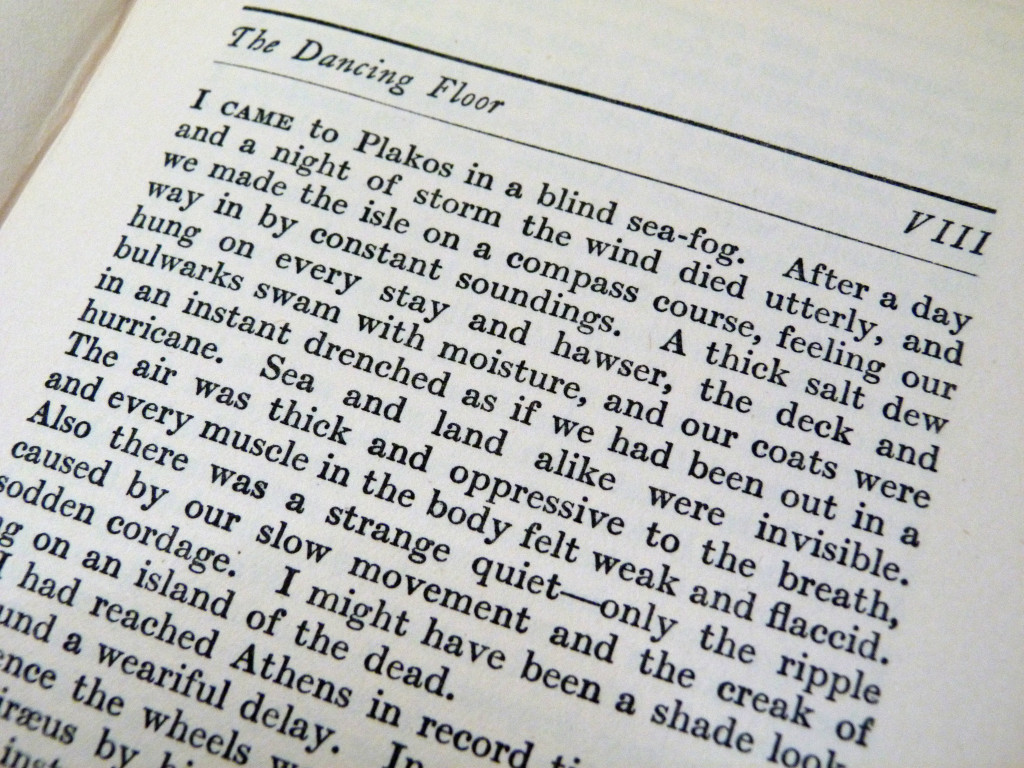 The Dancing Floor
VIII
I CAME to Plakos in a blind sea-fog. After a day
and a night of storm the wind died utterly, and
we made the isle on a compass course, feeling our
way in by constant soundings. A thick salt dew
hung on every stay and hawser, the deck and
bulwarks swam with moisture, and our coats were
in an instant drenched as if we had been out in a
hurricane. Sea and land alike were invisible.
The air was thick and oppressive to the breath,
and every muscle in the body felt weak and flaccid.
Also there was a strange quiet—only the ripple
caused by our slow movement and the creak of
sodden cordage. I might have been a shade look
g on an island of the dead.
I had reached Athens in record
und a weariful delay. In
ence the wheels
iræus by